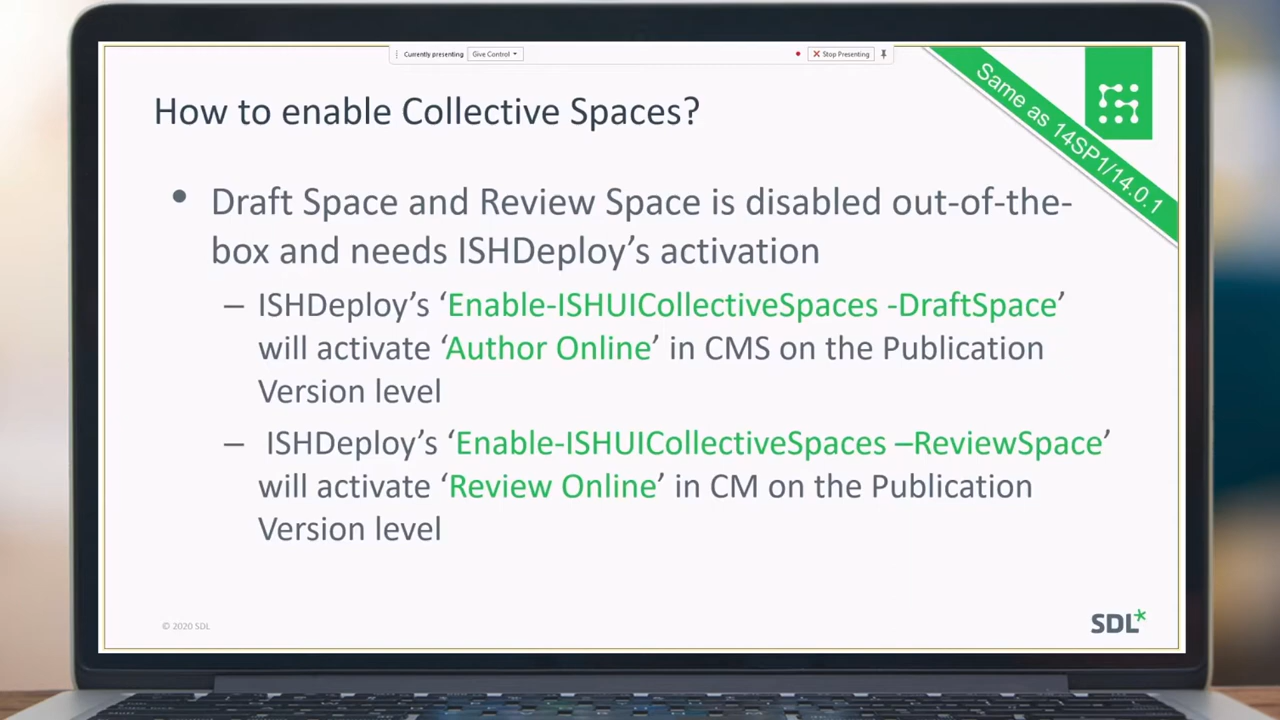 Currently presenting Give Control Stop Presenting
How to enable Collective Spaces?
Same as 14SP1/14.0.1
• Draft Space and Review Space is disabled out-of-the-
box and needs ISHDeploy’s activation
– ISHDeploy’s ‘Enable-ISHUICollectiveSpaces -DraftSpace’
will activate ‘Author Online’ in CMS on the Publication
Version level
– ISHDeploy’s ‘Enable-ISHUICollectiveSpaces –ReviewSpace’
will activate ‘Review Online’ in CM on the Publication
Version level
© 2020 SDL
SDL*